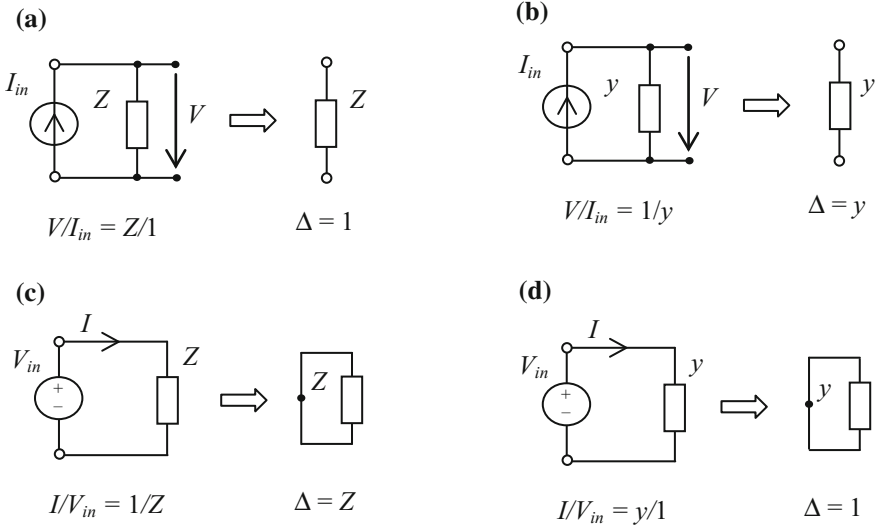 (a)
I_in
Z
V
Z
V/I_in = Z/1
Δ = 1
(b)
I_in
y
V
y
V/I_in = 1/y
Δ = y
(c)
I
V_in
+
−
Z
Z
I/V_in = 1/Z
Δ = Z
(d)
I
V_in
+
−
y
y
I/V_in = y/1
Δ = 1